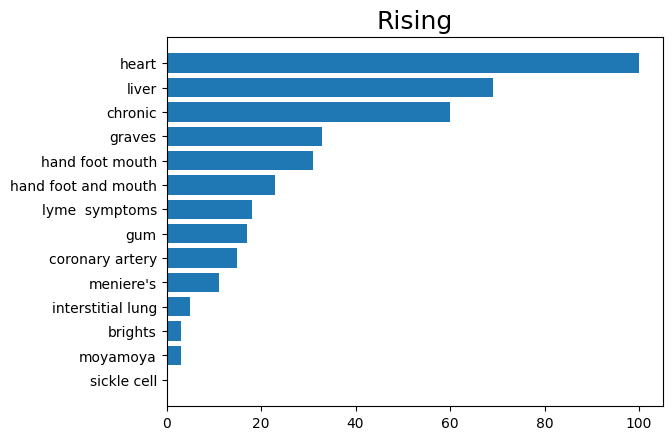 Rising
heart
liver
chronic
graves
hand foot mouth
hand foot and mouth
lyme  symptoms
gum
coronary artery
meniere's
interstitial lung
brights
moyamoya
sickle cell
0 20 40 60 80 100